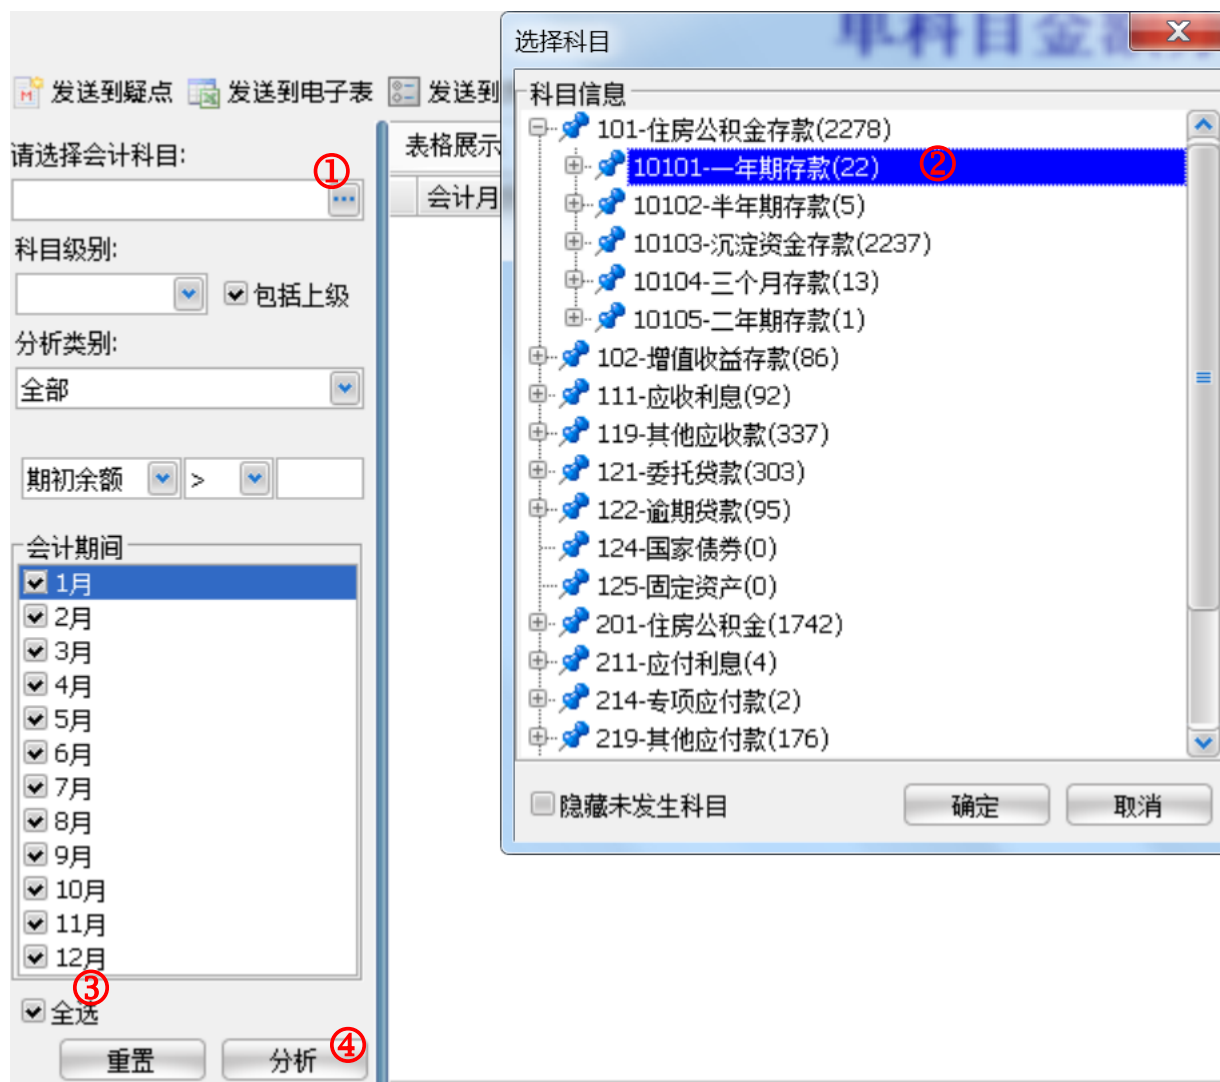 发送到疑点 发送到电子表 发送到
请选择会计科目: ①
科目级别:
包括上级
分析类别:
全部
期初余额 >
会计期间
1月
2月
3月
4月
5月
6月
7月
8月
9月
10月
11月
12月
③
全选
重置 分析 ④
表格展示
会计月
单科目金额
选择科目
科目信息
101-住房公积金存款(2278)
10101-一年期存款(22) ②
10102-半年期存款(5)
10103-沉淀资金存款(2237)
10104-三个月存款(13)
10105-二年期存款(1)
102-增值收益存款(86)
111-应收利息(92)
119-其他应收款(337)
121-委托贷款(303)
122-逾期贷款(95)
124-国家债券(0)
125-固定资产(0)
201-住房公积金(1742)
211-应付利息(4)
214-专项应付款(2)
219-其他应付款(176)
隐藏未发生科目 确定 取消